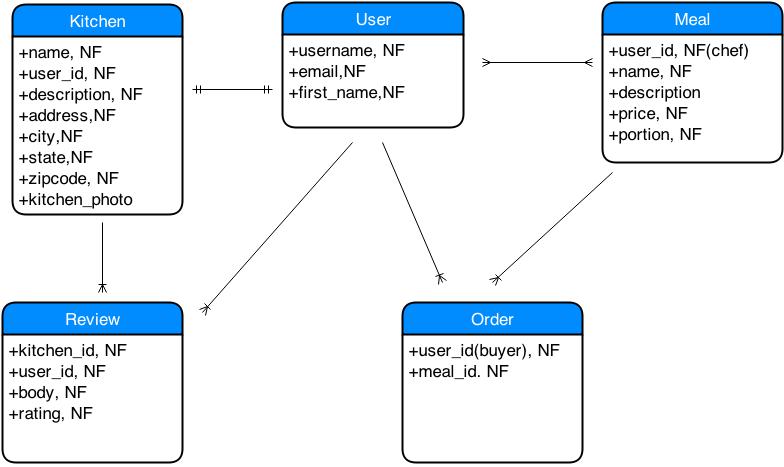 Kitchen
+name, NF
+user_id, NF
+description, NF
+address,NF
+city,NF
+state,NF
+zipcode, NF
+kitchen_photo
User
+username, NF
+email,NF
+first_name,NF
Meal
+user_id, NF(chef)
+name, NF
+description
+price, NF
+portion, NF
Review
+kitchen_id, NF
+user_id, NF
+body, NF
+rating, NF
Order
+user_id(buyer), NF
+meal_id. NF